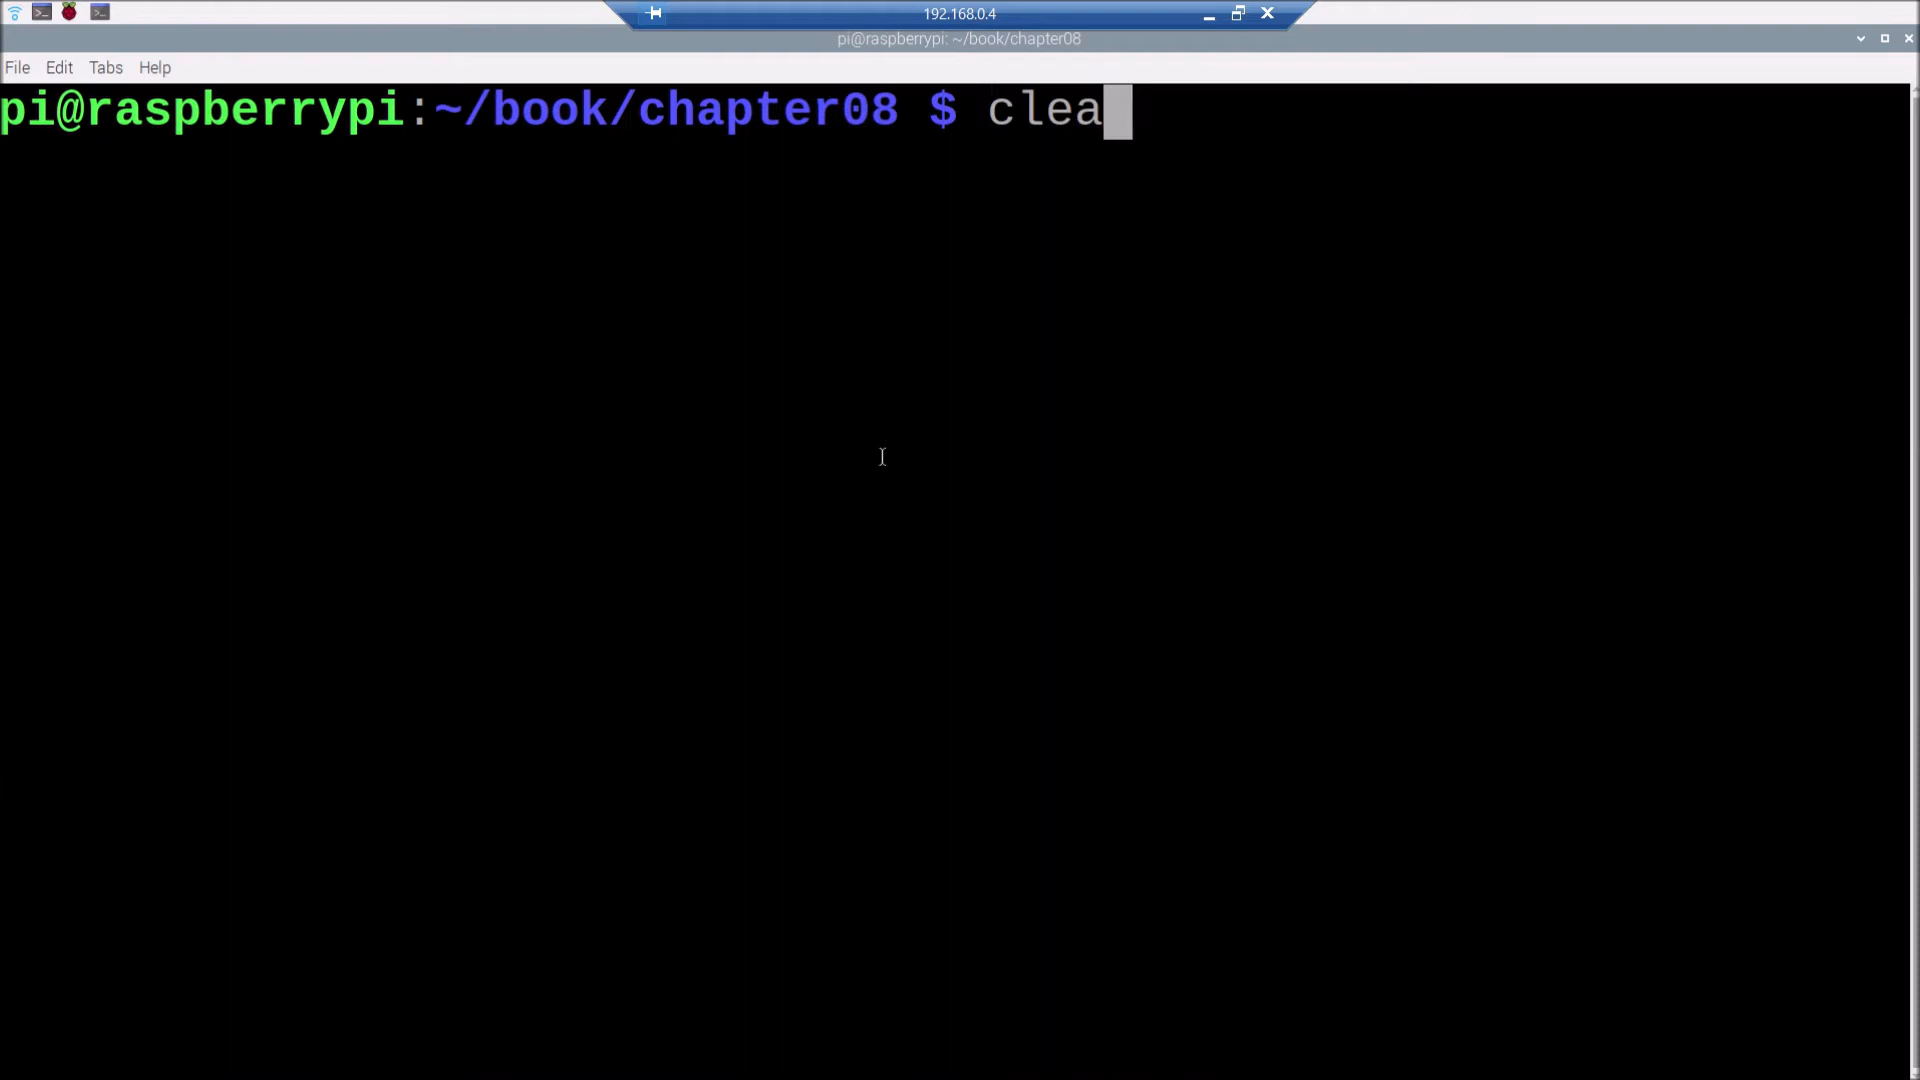 192.168.0.4
pi@raspberrypi: ~/book/chapter08
File Edit Tabs Help
pi@raspberrypi:~/book/chapter08 $ clea